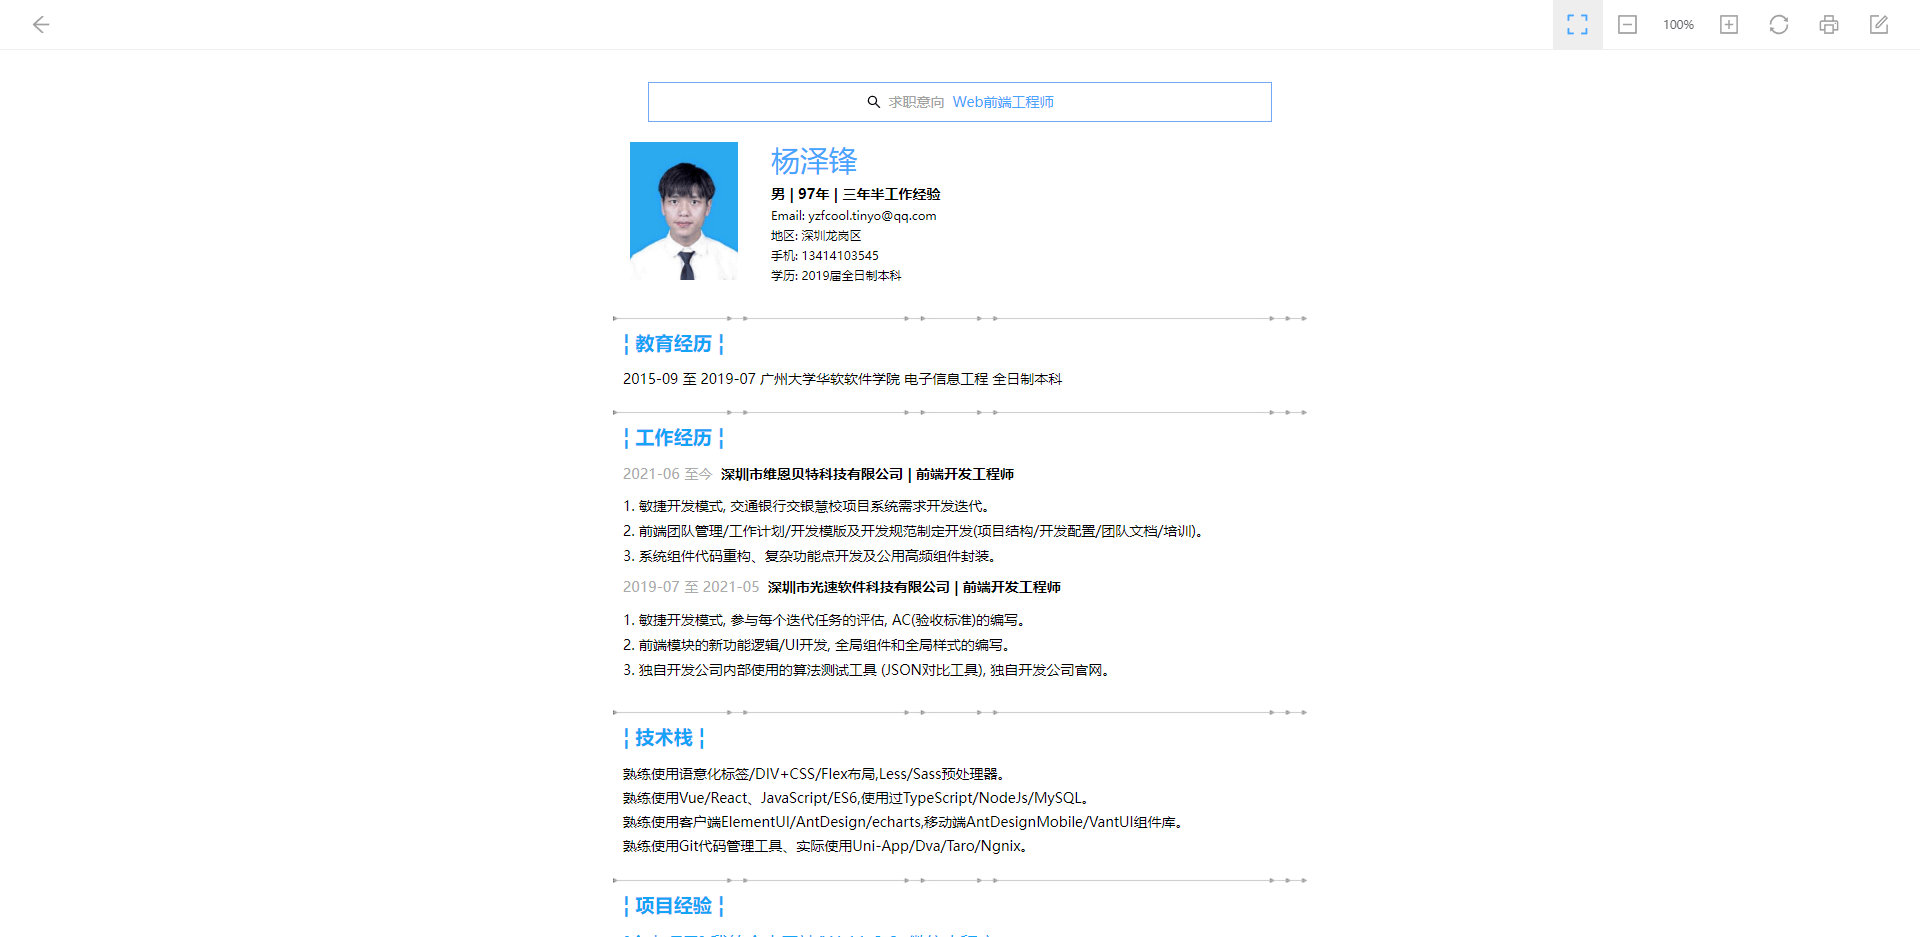 100%
求职意向 Web前端工程师
杨泽锋
男 | 97年 | 三年半工作经验
Email: yzfcool.tinyo@qq.com
地区: 深圳龙岗区
手机: 13414103545
学历: 2019届全日制本科
¦ 教育经历 ¦
2015-09 至 2019-07 广州大学华软软件学院 电子信息工程 全日制本科
¦ 工作经历 ¦
2021-06 至今 深圳市维恩贝特科技有限公司 | 前端开发工程师
1. 敏捷开发模式, 交通银行交银慧校项目系统需求开发迭代。
2. 前端团队管理/工作计划/开发模版及开发规范制定开发(项目结构/开发配置/团队文档/培训)。
3. 系统组件代码重构、复杂功能点开发及公用高频组件封装。
2019-07 至 2021-05 深圳市光速软件科技有限公司 | 前端开发工程师
1. 敏捷开发模式, 参与每个迭代任务的评估, AC(验收标准)的编写。
2. 前端模块的新功能逻辑/UI开发, 全局组件和全局样式的编写。
3. 独自开发公司内部使用的算法测试工具 (JSON对比工具), 独自开发公司官网。
¦ 技术栈 ¦
熟练使用语意化标签/DIV+CSS/Flex布局,Less/Sass预处理器。
熟练使用Vue/React、JavaScript/ES6,使用过TypeScript/NodeJs/MySQL。
熟练使用客户端ElementUI/AntDesign/echarts,移动端AntDesignMobile/VantUI组件库。
熟练使用Git代码管理工具、实际使用Uni-App/Dva/Taro/Ngnix。
¦ 项目经验 ¦